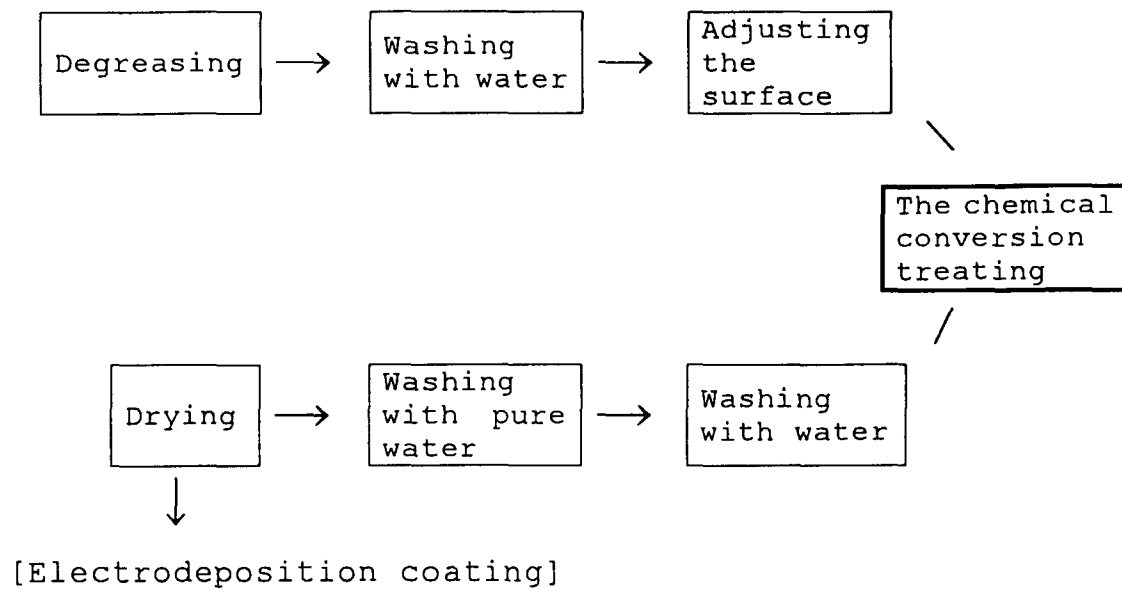 Degreasing
Washing
with water
Adjusting
the
surface
The chemical
conversion
treating
Drying
Washing
with pure
water
Washing
with water
[Electrodeposition coating]